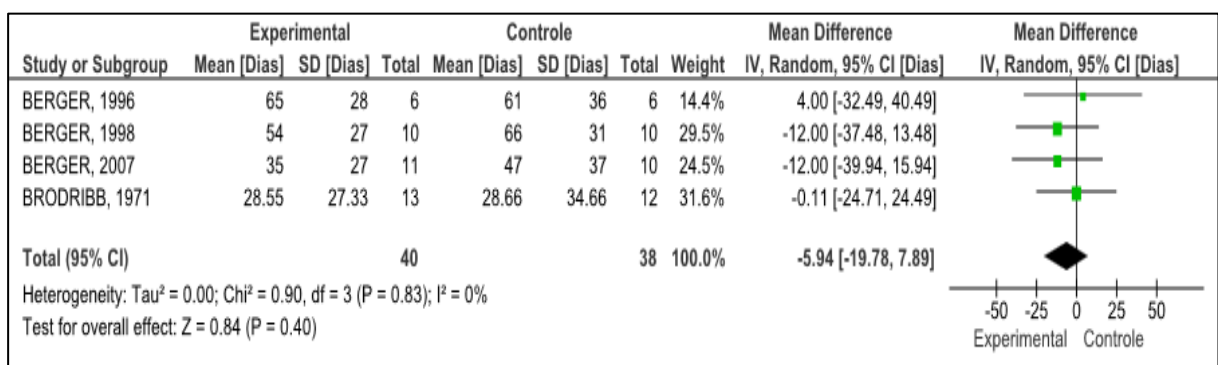 Experimental Controle Mean Difference Mean Difference
Study or Subgroup Mean [Dias] SD [Dias] Total Mean [Dias] SD [Dias] Total Weight IV, Random, 95% CI [Dias] IV, Random, 95% CI [Dias]
BERGER, 1996 65 28 6 61 36 6 14.4% 4.00 [-32.49, 40.49]
BERGER, 1998 54 27 10 66 31 10 29.5% -12.00 [-37.48, 13.48]
BERGER, 2007 35 27 11 47 37 10 24.5% -12.00 [-39.94, 15.94]
BRODRIBB, 1971 28.55 27.33 13 28.66 34.66 12 31.6% -0.11 [-24.71, 24.49]
Total (95% CI) 40 38 100.0% -5.94 [-19.78, 7.89]
Heterogeneity: Tau² = 0.00; Chi² = 0.90, df = 3 (P = 0.83); I² = 0%
Test for overall effect: Z = 0.84 (P = 0.40)
-50 -25 0 25 50
Experimental Controle